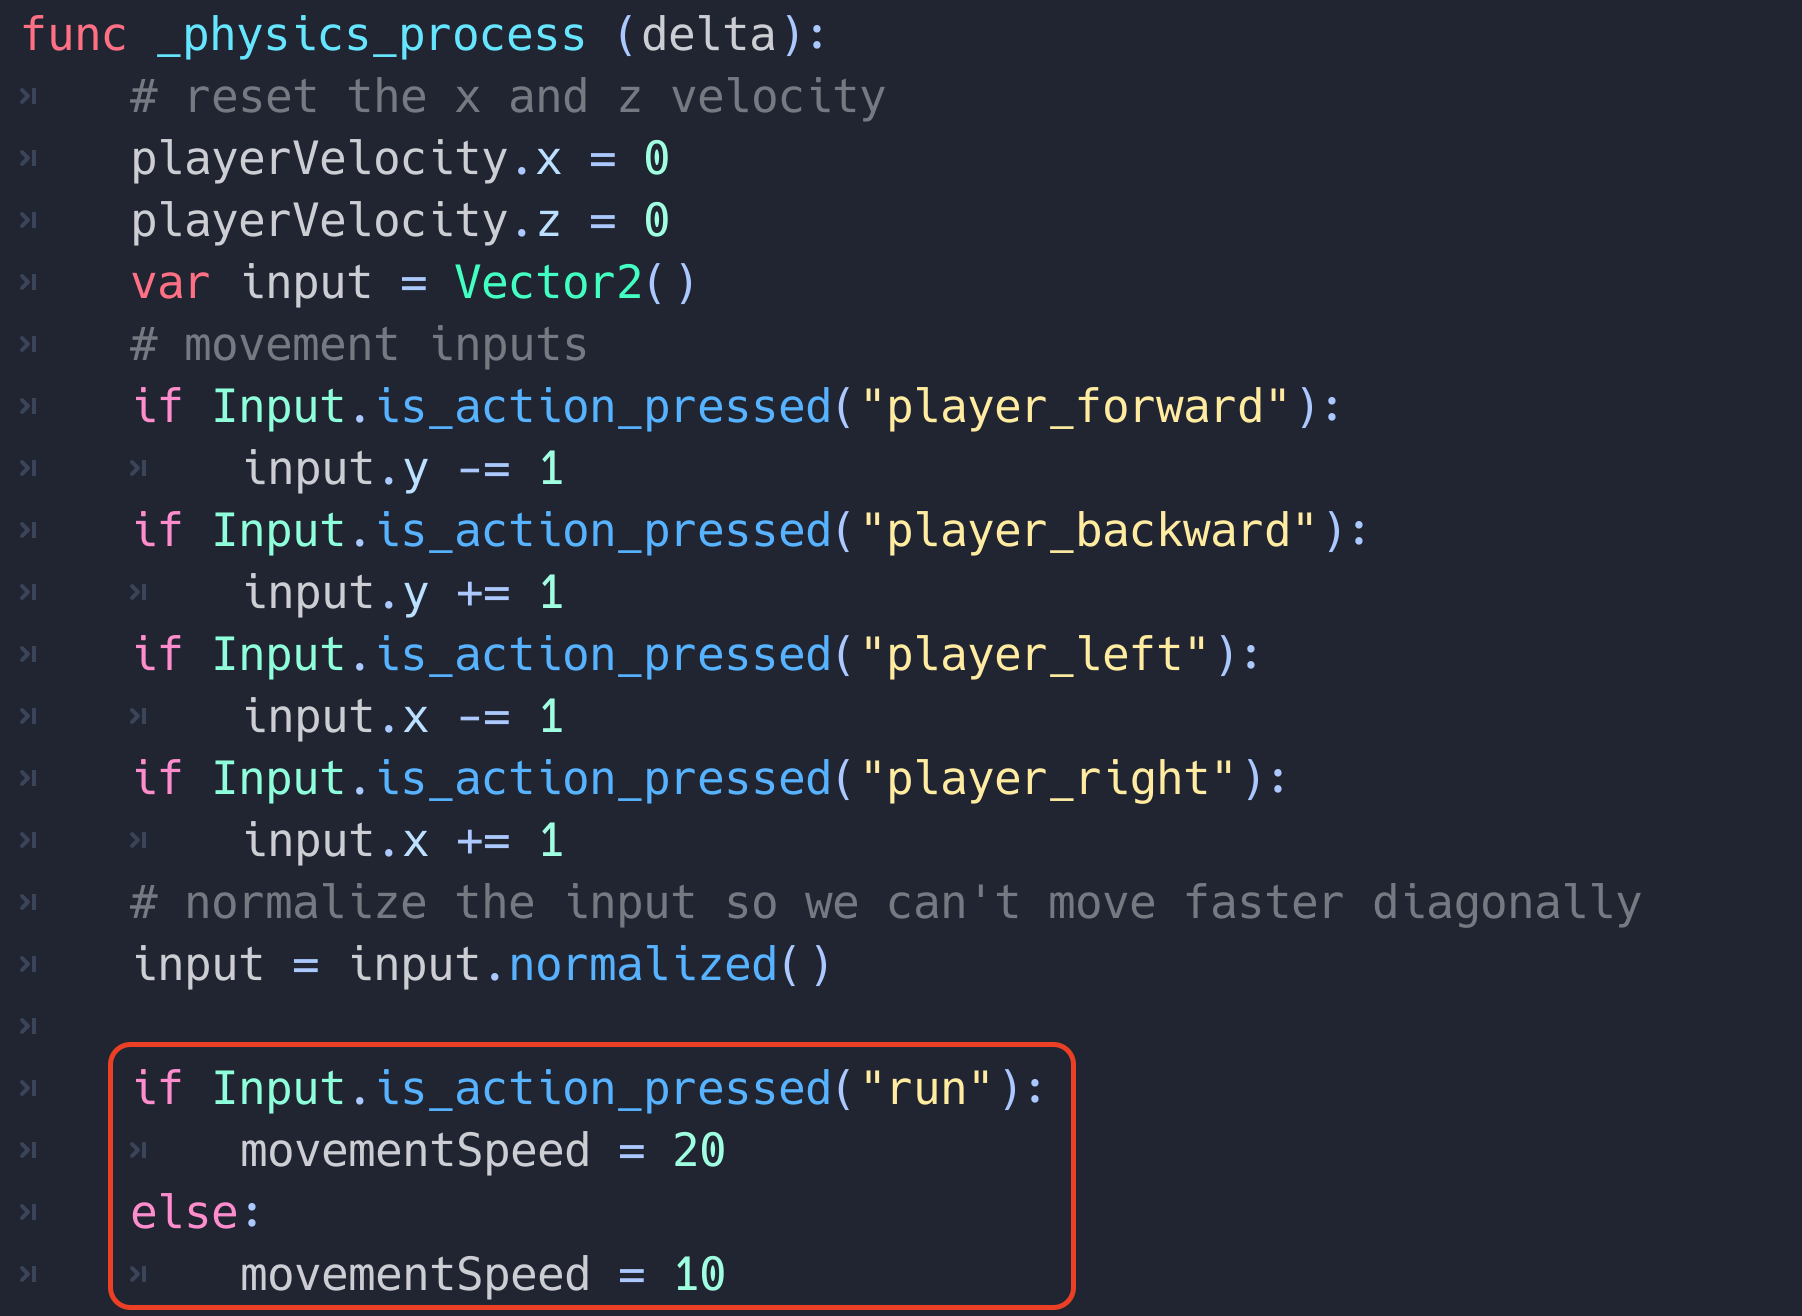 func _physics_process (delta):
	# reset the x and z velocity
	playerVelocity.x = 0
	playerVelocity.z = 0
	var input = Vector2()
	# movement inputs
	if Input.is_action_pressed("player_forward"):
		input.y -= 1
	if Input.is_action_pressed("player_backward"):
		input.y += 1
	if Input.is_action_pressed("player_left"):
		input.x -= 1
	if Input.is_action_pressed("player_right"):
		input.x += 1
	# normalize the input so we can't move faster diagonally
	input = input.normalized()

	if Input.is_action_pressed("run"):
		movementSpeed = 20
	else:
		movementSpeed = 10